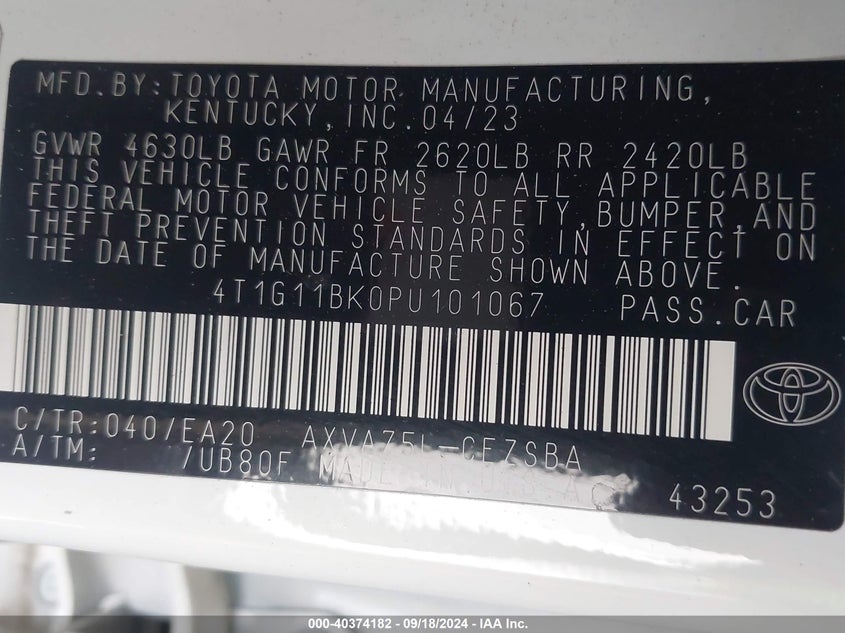 MFD.BY:TOYOTA MOTOR MANUFACTURING,
KENTUCKY,INC.04/23
GVWR 4630LB GAWR FR 2620LB RR 2420LB
THIS VEHICLE CONFORMS TO ALL APPLICABLE
FEDERAL MOTOR VEHICLE SAFETY,BUMPER,AND
THEFT PREVENTION STANDARDS IN EFFECT ON
THE DATE OF MANUFACTURE SHOWN ABOVE.
4T1G11BK0PU101067 PASS.CAR
C/TR:040/EA20 AXVA75L-CEZSBA
A/TM: /UB80F MADE IN U.S.A
43253
000-40374182 - 09/18/2024 - IAA Inc.